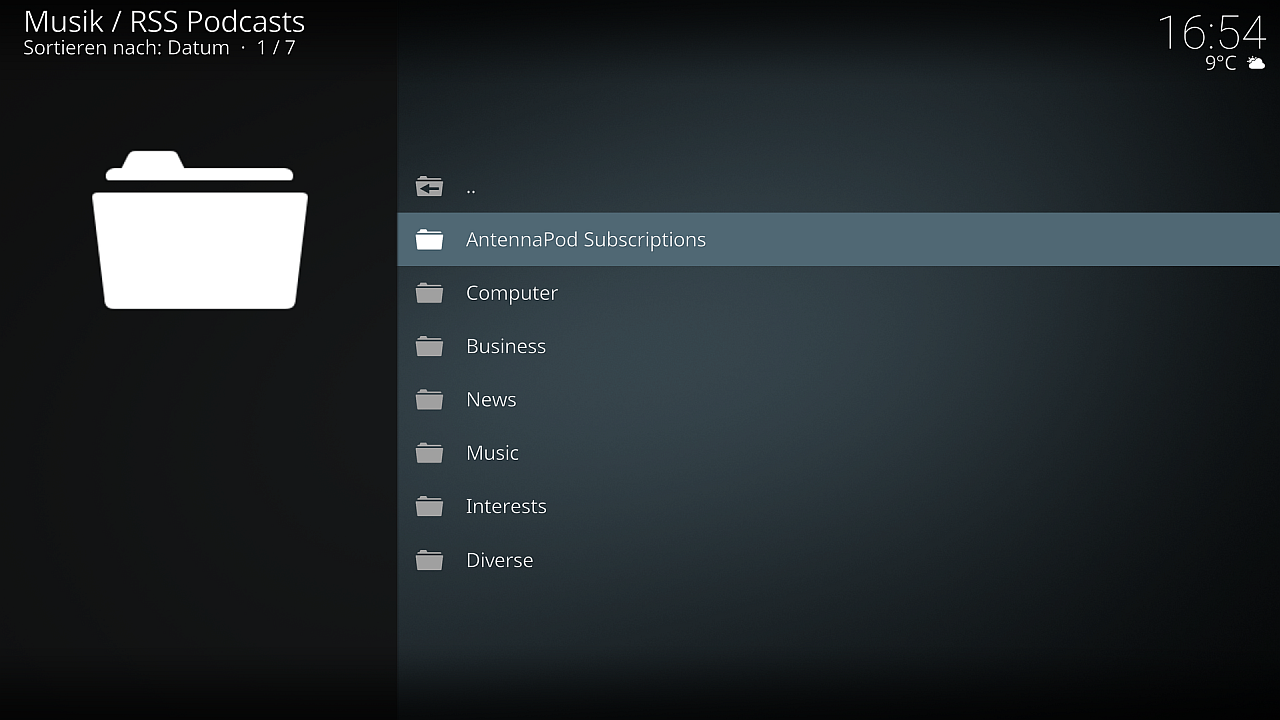 Musik / RSS Podcasts
Sortieren nach: Datum · 1 / 7
16:54
9°C
..
AntennaPod Subscriptions
Computer
Business
News
Music
Interests
Diverse